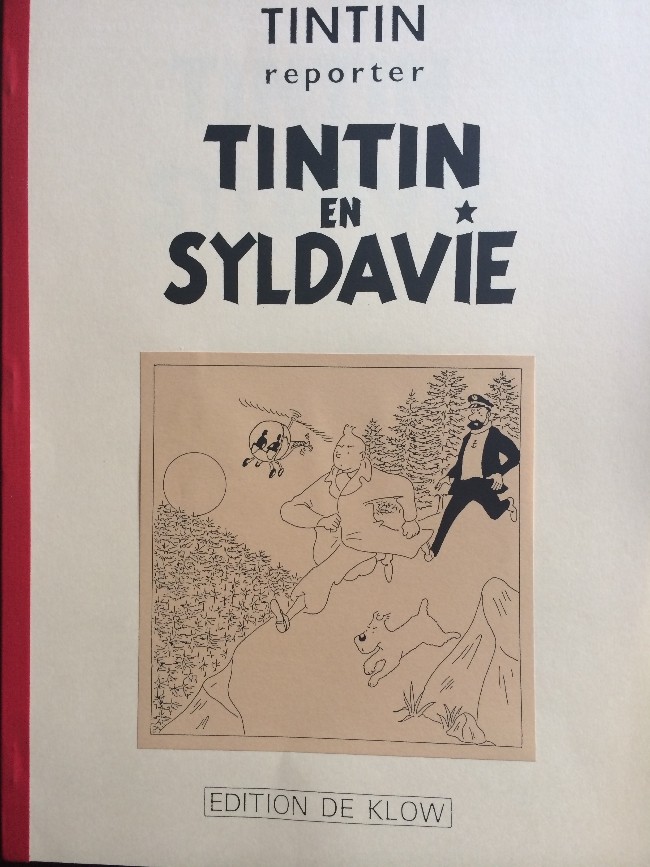 TINTIN
reporter
TINTIN
EN
SYLDAVIE
EDITION DE KLOW